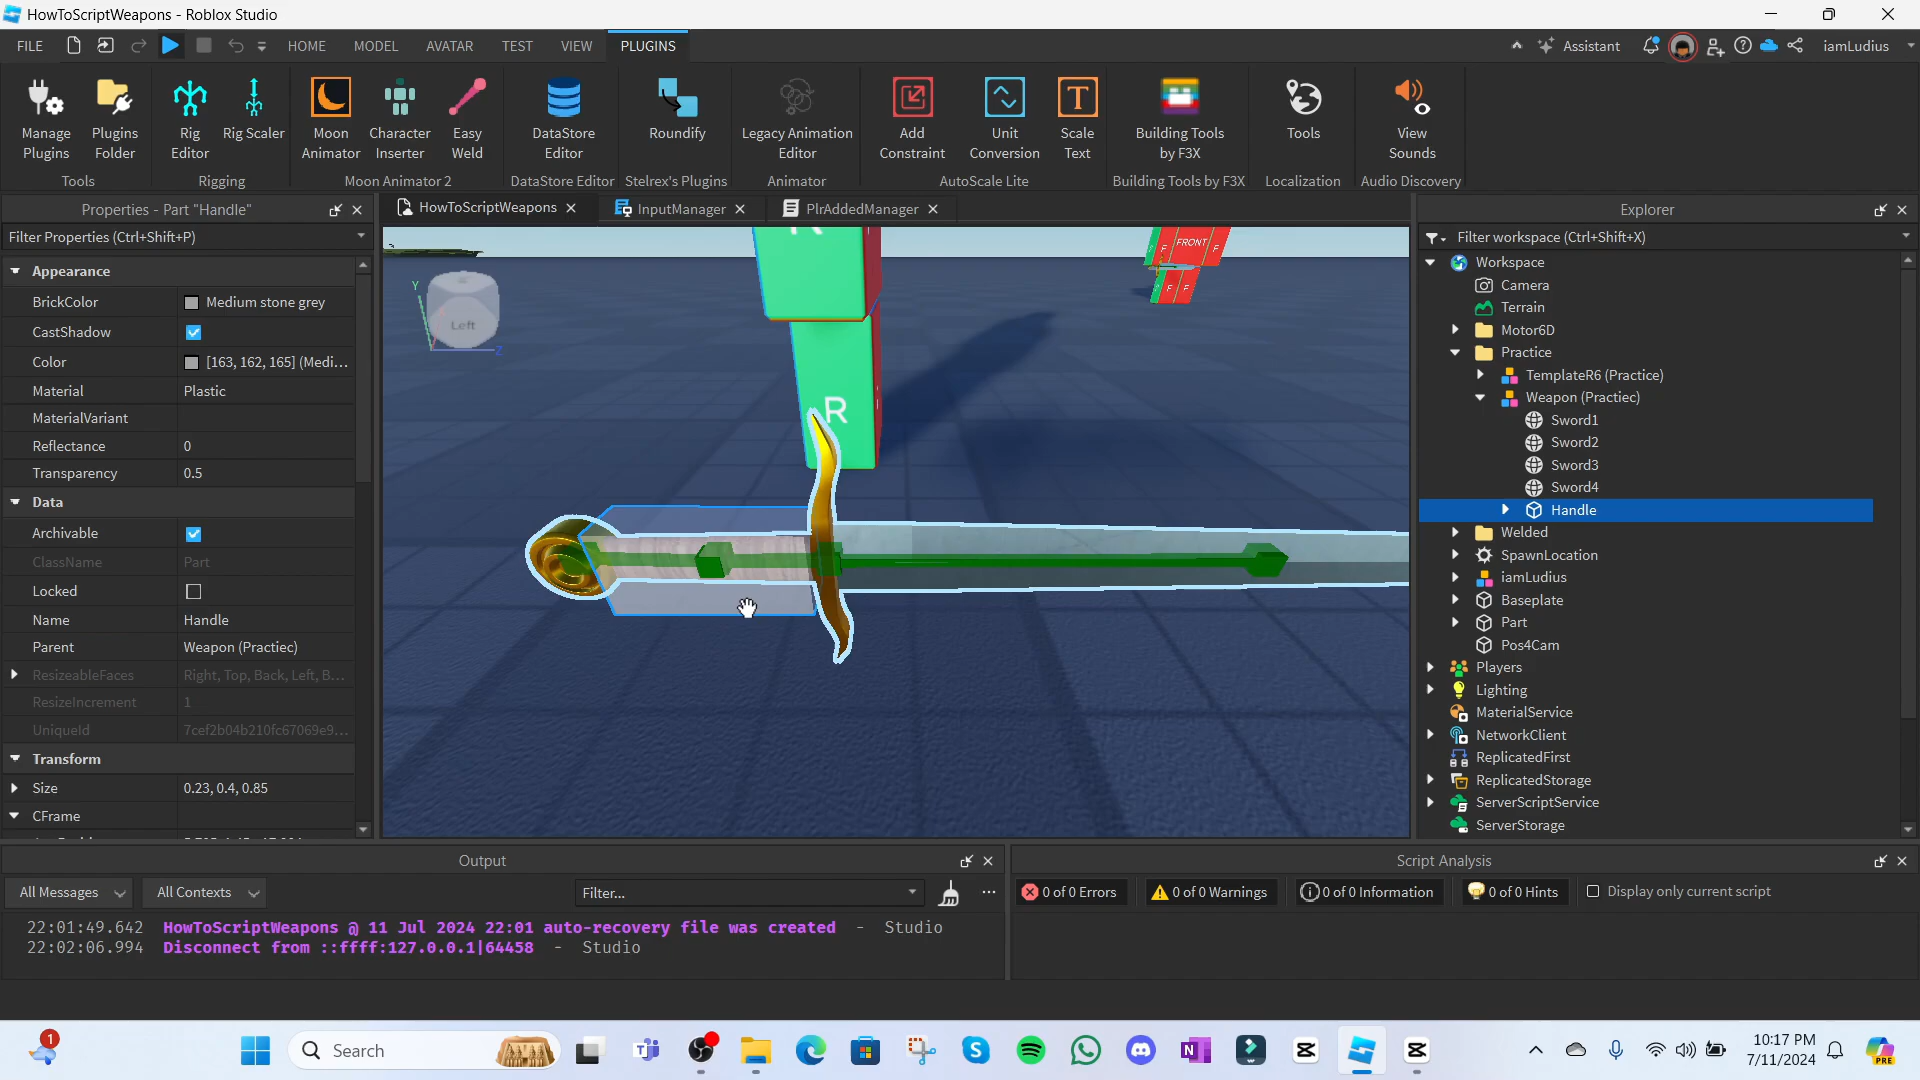 HowToScriptWeapons - Roblox Studio
FILE HOME MODEL AVATAR TEST VIEW PLUGINS Assistant iamLudius
Manage Plugins
Plugins Folder
Rig Editor
Rig Scaler
Moon Animator
Character Inserter
Easy Weld
DataStore Editor
Roundify
Legacy Animation Editor
Add Constraint
Unit Conversion
Scale Text
Building Tools by F3X
Tools
View Sounds
Tools Rigging Moon Animator 2 DataStore Editor Stelrex's Plugins Animator AutoScale Lite Building Tools by F3X Localization Audio Discovery
Properties - Part "Handle"
Filter Properties (Ctrl+Shift+P)
Appearance
BrickColor Medium stone grey
CastShadow
Color [163, 162, 165] (Medi...
Material Plastic
MaterialVariant
Reflectance 0
Transparency 0.5
Data
Archivable
ClassName Part
Locked
Name Handle
Parent Weapon (Practiec)
ResizeableFaces Right, Top, Back, Left, B...
ResizeIncrement 1
UniqueId 7cef2b04b210fc67069e9...
Transform
Size 0.23, 0.4, 0.85
CFrame
HowToScriptWeapons InputManager PlrAddedManager
Y
Left
Z
R
R
FRONT
F F
F F
Explorer
Filter workspace (Ctrl+Shift+X)
Workspace
Camera
Terrain
Motor6D
Practice
TemplateR6 (Practice)
Weapon (Practiec)
Sword1
Sword2
Sword3
Sword4
Handle
Welded
SpawnLocation
iamLudius
Baseplate
Part
Pos4Cam
Players
Lighting
MaterialService
NetworkClient
ReplicatedFirst
ReplicatedStorage
ServerScriptService
ServerStorage
Output
All Messages All Contexts Filter...
22:01:49.642 HowToScriptWeapons @ 11 Jul 2024 22:01 auto-recovery file was created - Studio
22:02:06.994 Disconnect from ::ffff:127.0.0.1|64458 - Studio
Script Analysis
0 of 0 Errors 0 of 0 Warnings 0 of 0 Information 0 of 0 Hints Display only current script
1
Search
10:17 PM
7/11/2024
PRE